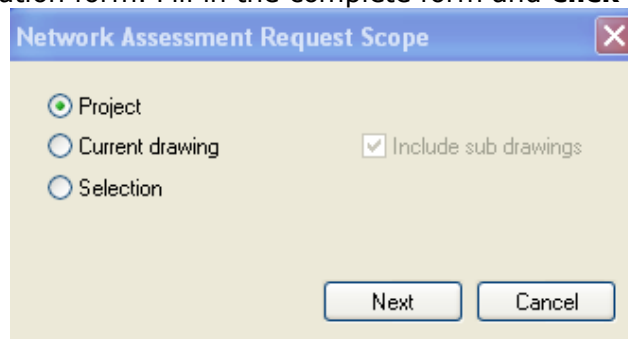 ation form. Fill in the complete form and Click
Network Assessment Request Scope
Project
Current drawing Include sub drawings
Selection
Next Cancel